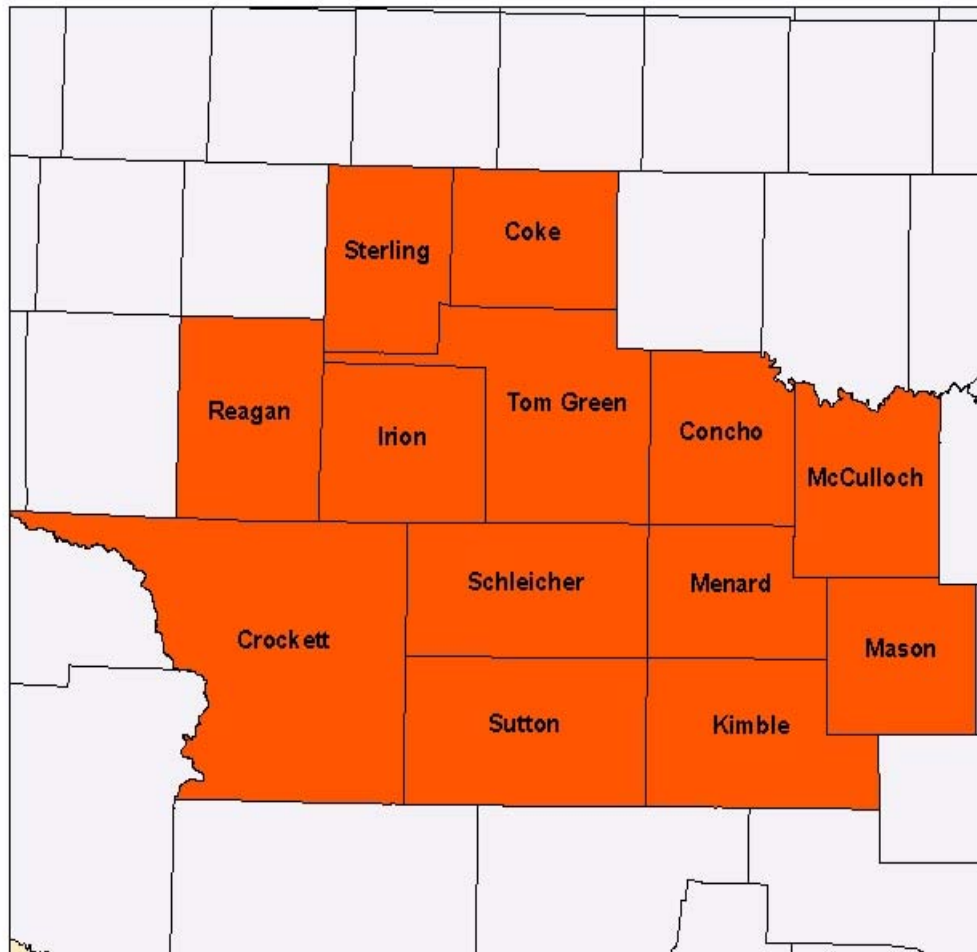 Coke
Sterling
Tom Green
Reagan
Irion
Concho
McCulloch
Schleicher
Menard
Crockett
Mason
Sutton
Kimble